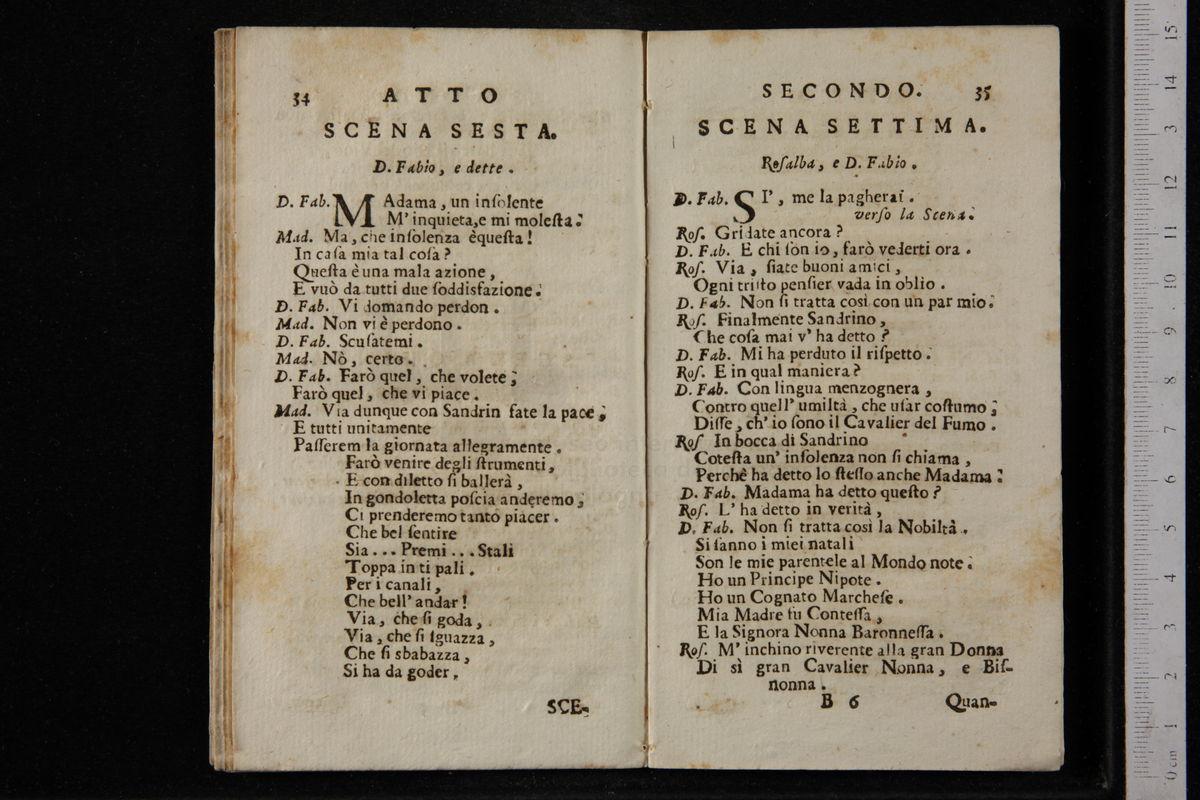 34 ATTO
SCENA SESTA.
D. Fabio, e dette.
D. Fab. MAdama, un inſolente
M' inquieta, e mi moleſta.
Mad. Ma, che inſolenza èqueſta!
In caſa mia tal coſa?
Queſta è una mala azione,
E vuò da tutti due ſoddisfazione.
D. Fab. Vi domando perdon.
Mad. Non vi è perdono.
D. Fab. Scuſatemi.
Mad. Nò, certo.
D. Fab. Farò quel, che volete;
Farò quel, che vi piace.
Mad. Via dunque con Sandrin fate la pace;
E tutti unitamente
Paſſerem la giornata allegramente.
Farò venire degli ſtrumenti,
E con diletto ſi ballerà,
In gondoletta poſcia anderemo;
Ci prenderemo tanto piacer.
Che bel ſentire
Sia... Premi... Stali
Toppa in ti pali.
Per i canali,
Che bell' andar!
Via, che ſi goda,
Via, che ſi ſguazza,
Che ſi sbabazza,
Si ha da goder.
SCE-
SECONDO. 35
SCENA SETTIMA.
Roſalba, e D. Fabio.
D. Fab. SI', me la pagherai.
verſo la Scena.
Roſ. Gridate ancora?
D. Fab. E chi ſon io, farò vederti ora.
Roſ. Via, ſiate buoni amici,
Ogni triſto penſier vada in oblio.
D. Fab. Non ſi tratta così con un par mio.
Roſ. Finalmente Sandrino,
Che coſa mai v' ha detto?
D. Fab. Mi ha perduto il riſpetto.
Roſ. E in qual maniera?
D. Fab. Con lingua menzognera,
Contro quell' umiltà, che uſar coſtumo;
Diſſe, ch' io ſono il Cavalier del Fumo.
Roſ In bocca di Sandrino
Coteſta un' inſolenza non ſi chiama,
Perchê ha detto lo ſteſſo anche Madama.
D. Fab. Madama ha detto queſto?
Roſ. L' ha detto in verità,
D. Fab. Non ſi tratta così la Nobiltà.
Si ſanno i miei natali
Son le mie parentele al Mondo note.
Ho un Principe Nipote.
Ho un Cognato Marcheſe.
Mia Madre fù Conteſſa,
E la Signora Nonna Baronneſſa.
Roſ. M' inchino riverente alla gran Donna
Di sì gran Cavalier Nonna, e Biſ-
nonna.
B 6 Quan-